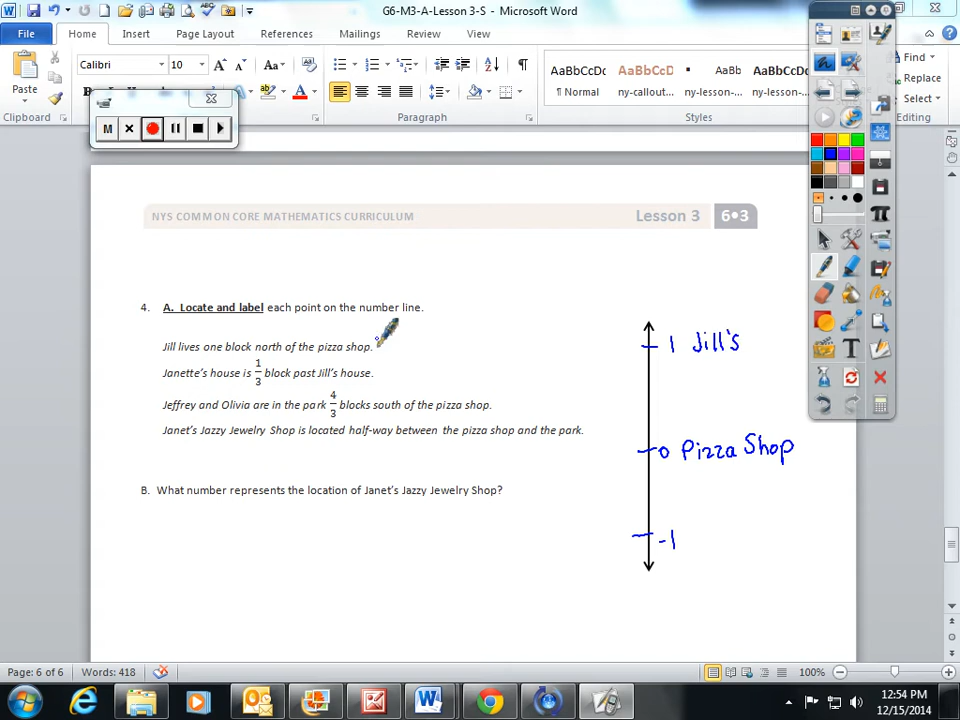 G6-M3-A-Lesson 3-S - Microsoft Word
File Home Insert Page Layout References Mailings Review View
Calibri 10
Paste
Clipboard
AaBbCcDc AaBbCcD AaBb AaBbCcDc
¶ Normal ny-callout... ny-lesson-... ny-lesson-...
Find
Replace
Select
Paragraph Styles
M
NYS COMMON CORE MATHEMATICS CURRICULUM Lesson 3 6•3
4. A. Locate and label each point on the number line.
Jill lives one block north of the pizza shop.
Janette's house is 1/3 block past Jill's house.
Jeffrey and Olivia are in the park 4/3 blocks south of the pizza shop.
Janet's Jazzy Jewelry Shop is located half-way between the pizza shop and the park.
B. What number represents the location of Janet's Jazzy Jewelry Shop?
1 Jill's
0 Pizza Shop
-1
Page: 6 of 6 Words: 418 100%
12:54 PM
12/15/2014